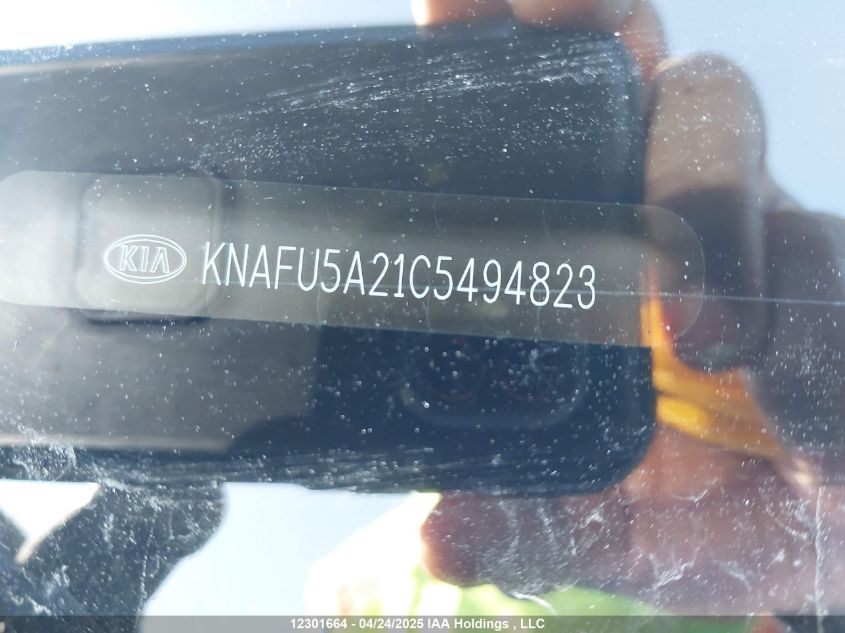 KIA KNAFU5A21C5494823
12301664 - 04/24/2025 IAA Holdings , LLC